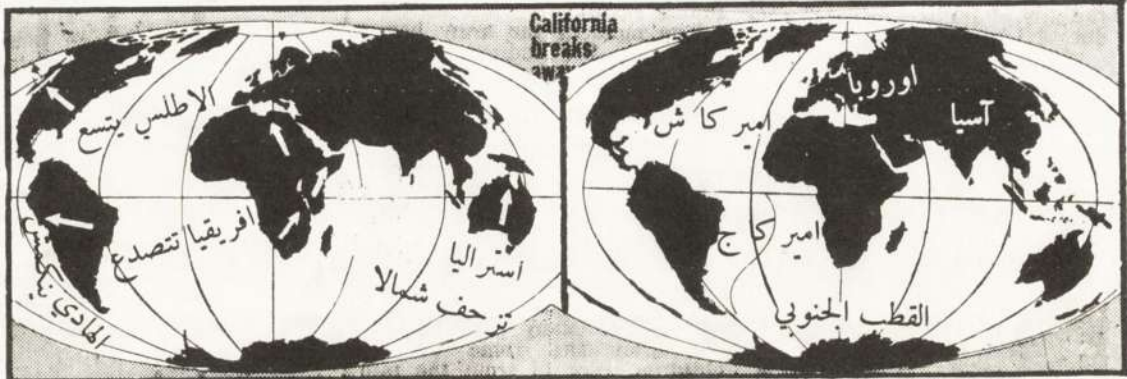 California
breaks
away
اوروبا
آسيا
امير كا ش
امير كا ج
القطب الجنوبي
الاطلسي يتسع
افريقيا تتصدع
استراليا
تزحف شمالا
الهادي ينكمش